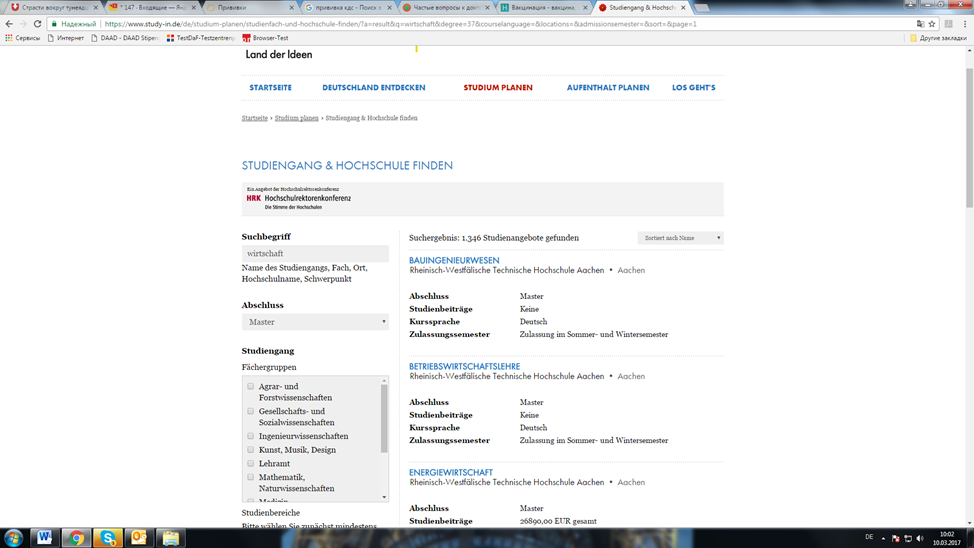 Страсти вокруг тунеяд
* 147 · Входящие — Ян
Прививки
прививка кдс - Поиск в
Частые вопросы к докт
Вакцинация – вакцина
Studiengang & Hochsch
Надежный
https://www.study-in.de/de/studium-planen/studienfach-und-hochschule-finden/?a=result&q=wirtschaft&degree=37&courselanguage=&locations=&admissionsemester=&sort=&page=1
Сервисы
Интернет
DAAD - DAAD Stipen
TestDaF-Testzentren
Browser-Test
Другие закладки
Land der Ideen
STARTSEITE
DEUTSCHLAND ENTDECKEN
STUDIUM PLANEN
AUFENTHALT PLANEN
LOS GEHT'S
Startseite › Studium planen › Studiengang & Hochschule finden
STUDIENGANG & HOCHSCHULE FINDEN
Ein Angebot der Hochschulrektorenkonferenz
HRK Hochschulrektorenkonferenz
Die Stimme der Hochschulen
Suchbegriff
wirtschaft
Name des Studiengangs, Fach, Ort,
Hochschulname, Schwerpunkt
Abschluss
Master
Studiengang
Fächergruppen
Agrar- und
Forstwissenschaften
Gesellschafts- und
Sozialwissenschaften
Ingenieurwissenschaften
Kunst, Musik, Design
Lehramt
Mathematik,
Naturwissenschaften
Medizin
Studienbereiche
Bitte wählen Sie zunächst mindestens
Suchergebnis: 1.346 Studienangebote gefunden
Sortiert nach Name
BAUINGENIEURWESEN
Rheinisch-Westfälische Technische Hochschule Aachen • Aachen
Abschluss Master
Studienbeiträge Keine
Kurssprache Deutsch
Zulassungssemester Zulassung im Sommer- und Wintersemester
BETRIEBSWIRTSCHAFTSLEHRE
Rheinisch-Westfälische Technische Hochschule Aachen • Aachen
Abschluss Master
Studienbeiträge Keine
Kurssprache Deutsch
Zulassungssemester Zulassung im Sommer- und Wintersemester
ENERGIEWIRTSCHAFT
Rheinisch-Westfälische Technische Hochschule Aachen • Aachen
Abschluss Master
Studienbeiträge 26890,00 EUR gesamt
DE
10:02
10.03.2017